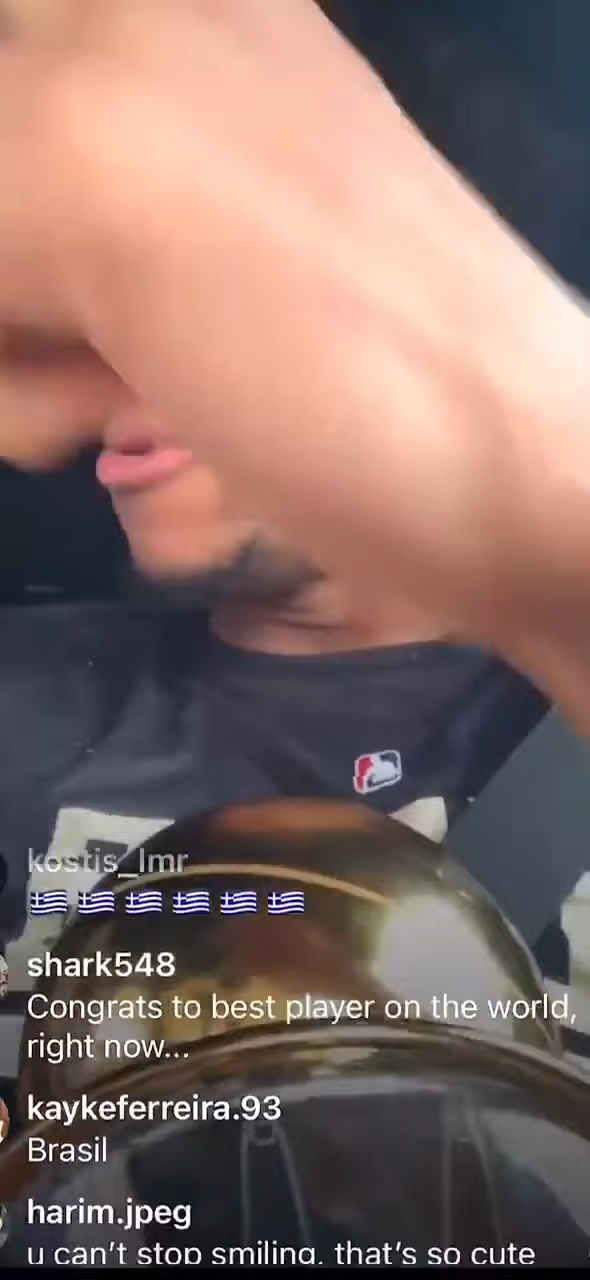 kostis_lmr
🇬🇷 🇬🇷 🇬🇷 🇬🇷 🇬🇷 🇬🇷
shark548
Congrats to best player on the world,
right now...
kaykeferreira.93
Brasil
harim.jpeg
u can't stop smiling, that's so cute